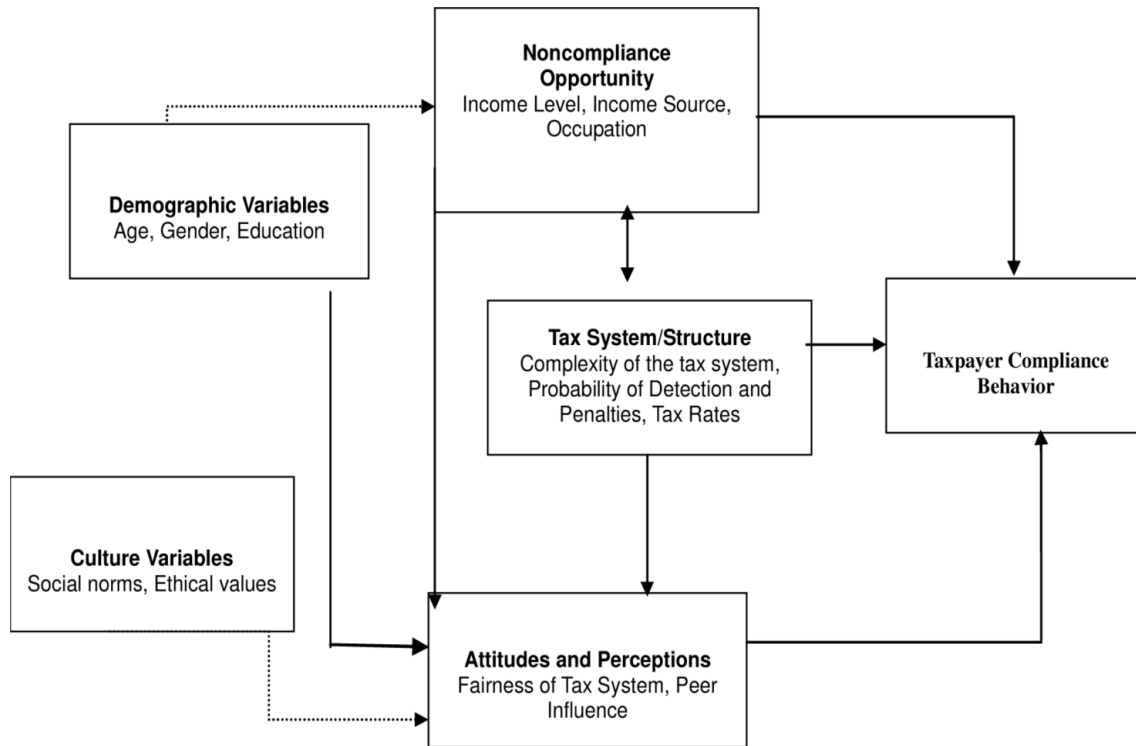 Noncompliance
Opportunity
Income Level, Income Source,
Occupation
Demographic Variables
Age, Gender, Education
Tax System/Structure
Complexity of the tax system,
Probability of Detection and
Penalties, Tax Rates
Taxpayer Compliance
Behavior
Culture Variables
Social norms, Ethical values
Attitudes and Perceptions
Fairness of Tax System, Peer
Influence